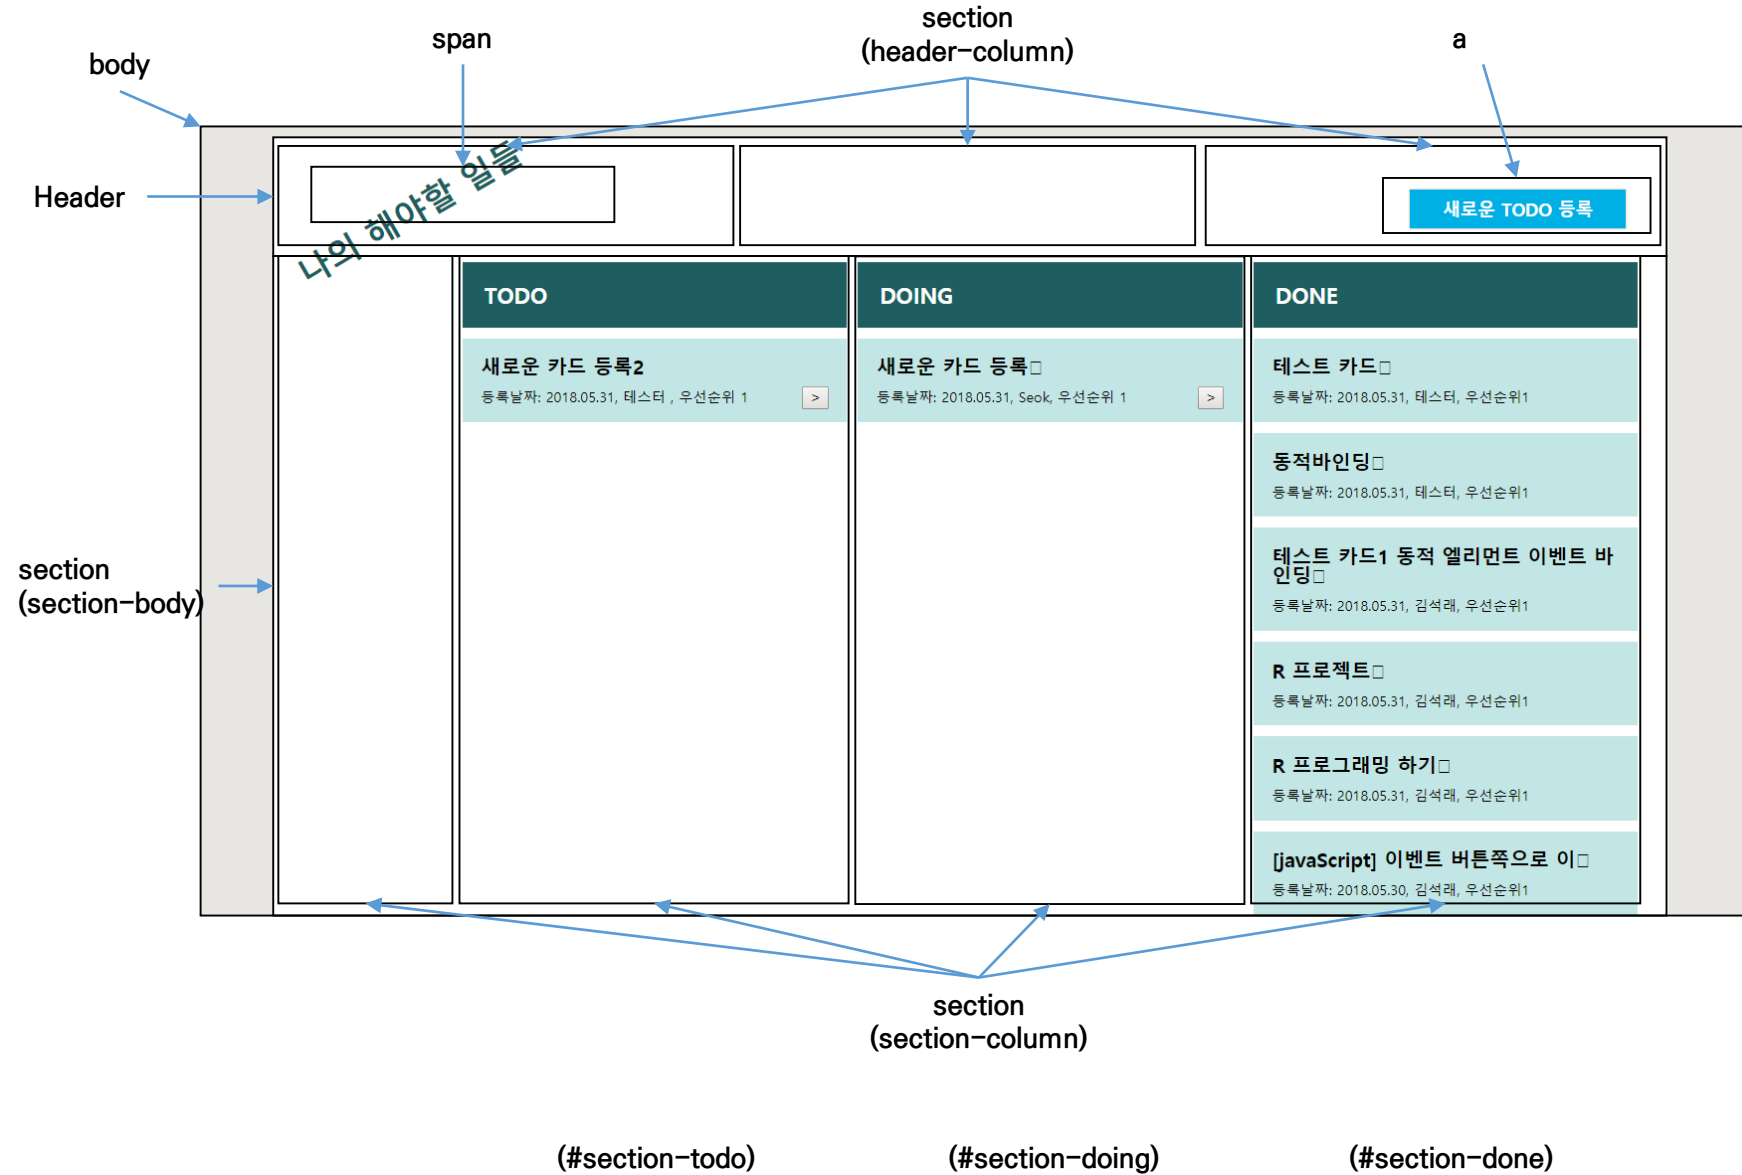 section
(header-column)
span
a
body
Header
나의 해야할 일들
새로운 TODO 등록
TODO
DOING
DONE
새로운 카드 등록2
등록날짜: 2018.05.31, 테스터 , 우선순위 1
>
새로운 카드 등록□
등록날짜: 2018.05.31, Seok, 우선순위 1
>
테스트 카드□
등록날짜: 2018.05.31, 테스터, 우선순위1
동적바인딩□
등록날짜: 2018.05.31, 테스터, 우선순위1
테스트 카드1 동적 엘리먼트 이벤트 바
인딩□
등록날짜: 2018.05.31, 김석래, 우선순위1
R 프로젝트□
등록날짜: 2018.05.31, 김석래, 우선순위1
R 프로그래밍 하기□
등록날짜: 2018.05.31, 김석래, 우선순위1
[javaScript] 이벤트 버튼쪽으로 이□
등록날짜: 2018.05.30, 김석래, 우선순위1
section
(section-body)
section
(section-column)
(#section-todo)
(#section-doing)
(#section-done)